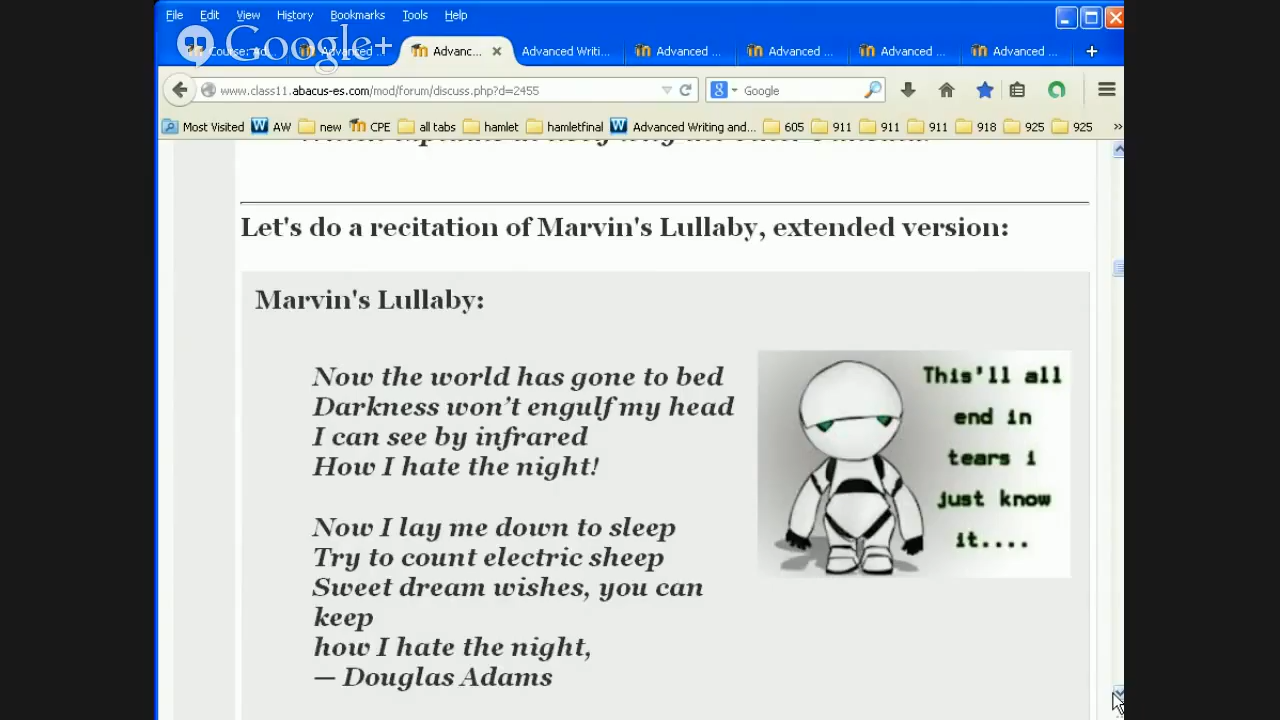 File Edit View History Bookmarks Tools Help
Google+
Advanc... Advanced Writi... Advanced ... Advanced ... Advanced ... Advanced ...
www.class11.abacus-es.com/mod/forum/discuss.php?d=2455 Google
Most Visited AW new CPE all tabs hamlet hamletfinal Advanced Writing and... 605 911 911 911 918 925 925 »
Let's do a recitation of Marvin's Lullaby, extended version:
Marvin's Lullaby:
Now the world has gone to bed
Darkness won’t engulf my head
I can see by infrared
How I hate the night!
Now I lay me down to sleep
Try to count electric sheep
Sweet dream wishes, you can
keep
how I hate the night,
— Douglas Adams
This'll all
end in
tears i
just know
it....